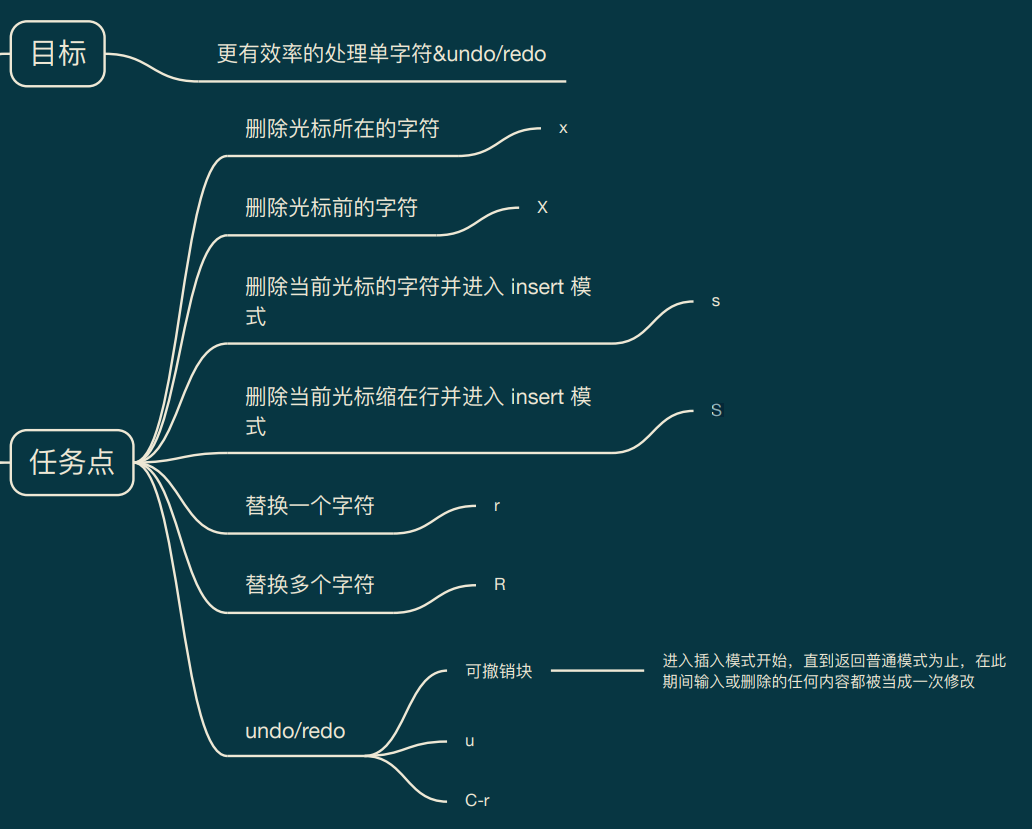 目标
更有效率的处理单字符&undo/redo
任务点
删除光标所在的字符
x
删除光标前的字符
X
删除当前光标的字符并进入 insert 模
式
s
删除当前光标缩在行并进入 insert 模
式
S
替换一个字符
r
替换多个字符
R
undo/redo
可撤销块
进入插入模式开始，直到返回普通模式为止，在此
期间输入或删除的任何内容都被当成一次修改
u
C-r